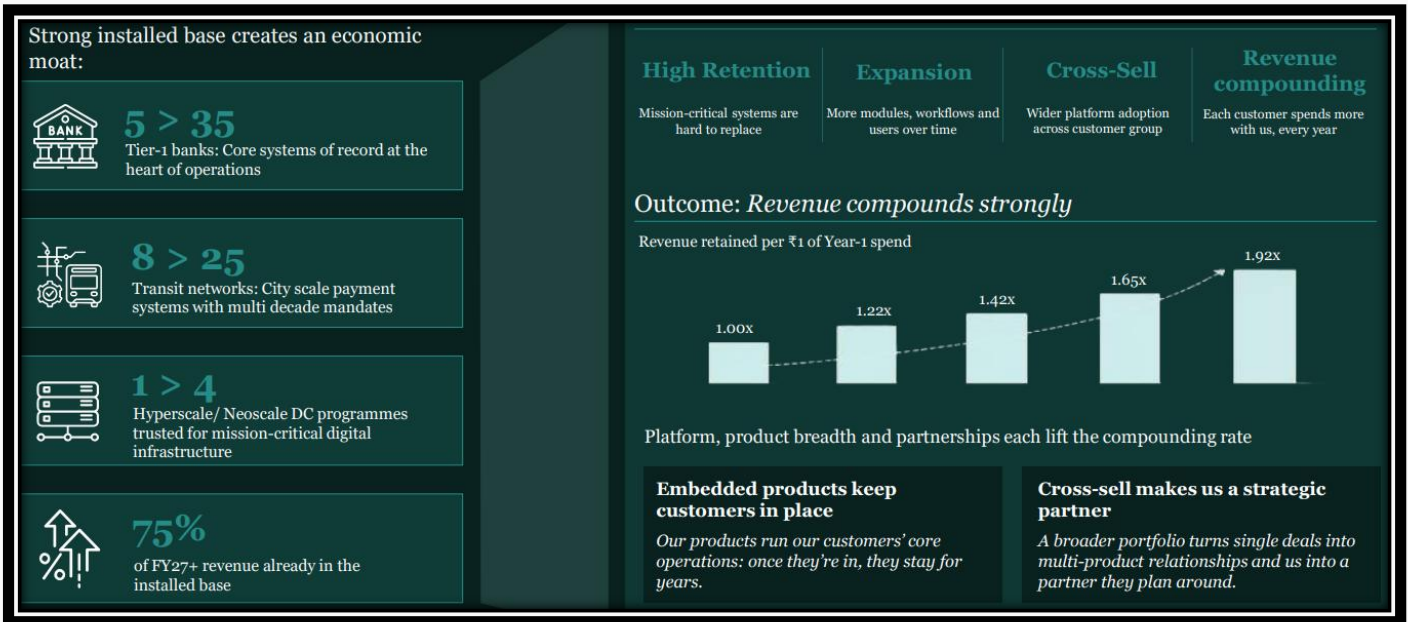 Strong installed base creates an economic
moat:
BANK
5 > 35
Tier-1 banks: Core systems of record at the
heart of operations
8 > 25
Transit networks: City scale payment
systems with multi decade mandates
1 > 4
Hyperscale/ Neoscale DC programmes
trusted for mission-critical digital
infrastructure
%
75%
of FY27+ revenue already in the
installed base
High Retention
Mission-critical systems are
hard to replace
Expansion
More modules, workflows and
users over time
Cross-Sell
Wider platform adoption
across customer group
Revenue
compounding
Each customer spends more
with us, every year
Outcome: Revenue compounds strongly
Revenue retained per ₹1 of Year-1 spend
1.00x
1.22x
1.42x
1.65x
1.92x
Platform, product breadth and partnerships each lift the compounding rate
Embedded products keep
customers in place
Our products run our customers' core
operations: once they're in, they stay for
years.
Cross-sell makes us a strategic
partner
A broader portfolio turns single deals into
multi-product relationships and us into a
partner they plan around.